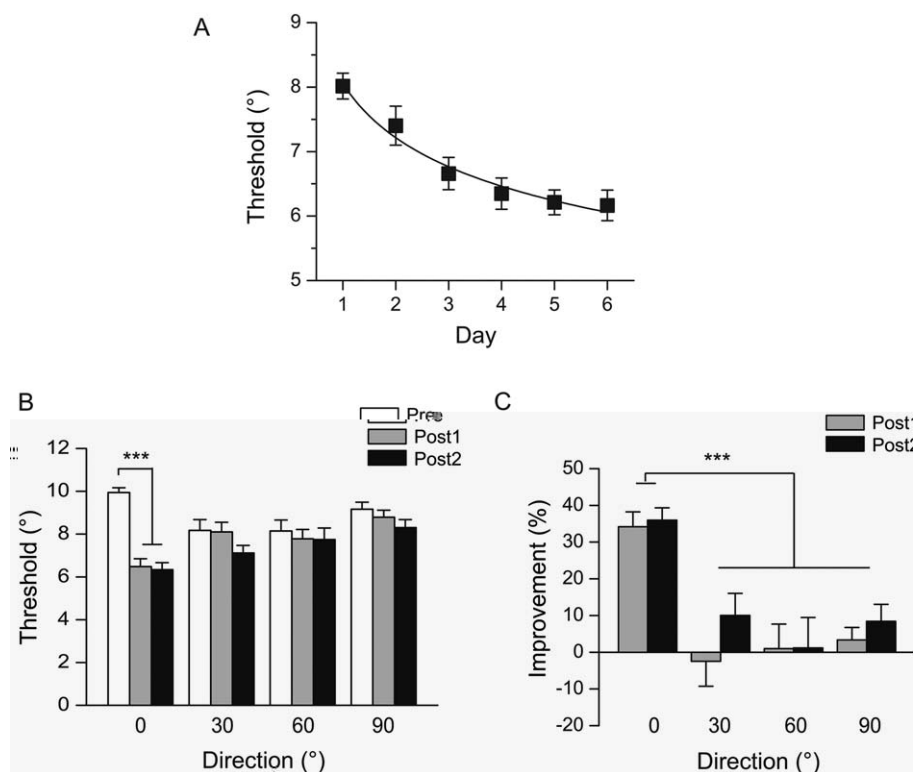 A
9
8
7
6
5
Threshold (°)
1 2 3 4 5 6
Day
B
Post1
Post2
***
12
10
8
6
4
2
0
Threshold (°)
0 30 60 90
Direction (°)
C
Post1
Post2
***
50
40
30
20
10
0
-10
-20
Improvement (%)
0 30 60 90
Direction (°)